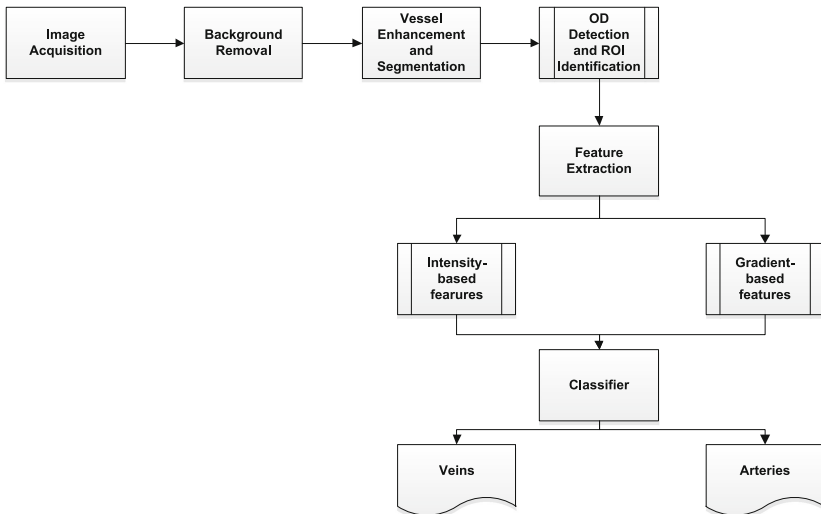 Image
Acquisition
Background
Removal
Vessel
Enhancement
and
Segmentation
OD
Detection
and ROI
Identification
Feature
Extraction
Intensity-
based
fearures
Gradient-
based
features
Classifier
Veins
Arteries